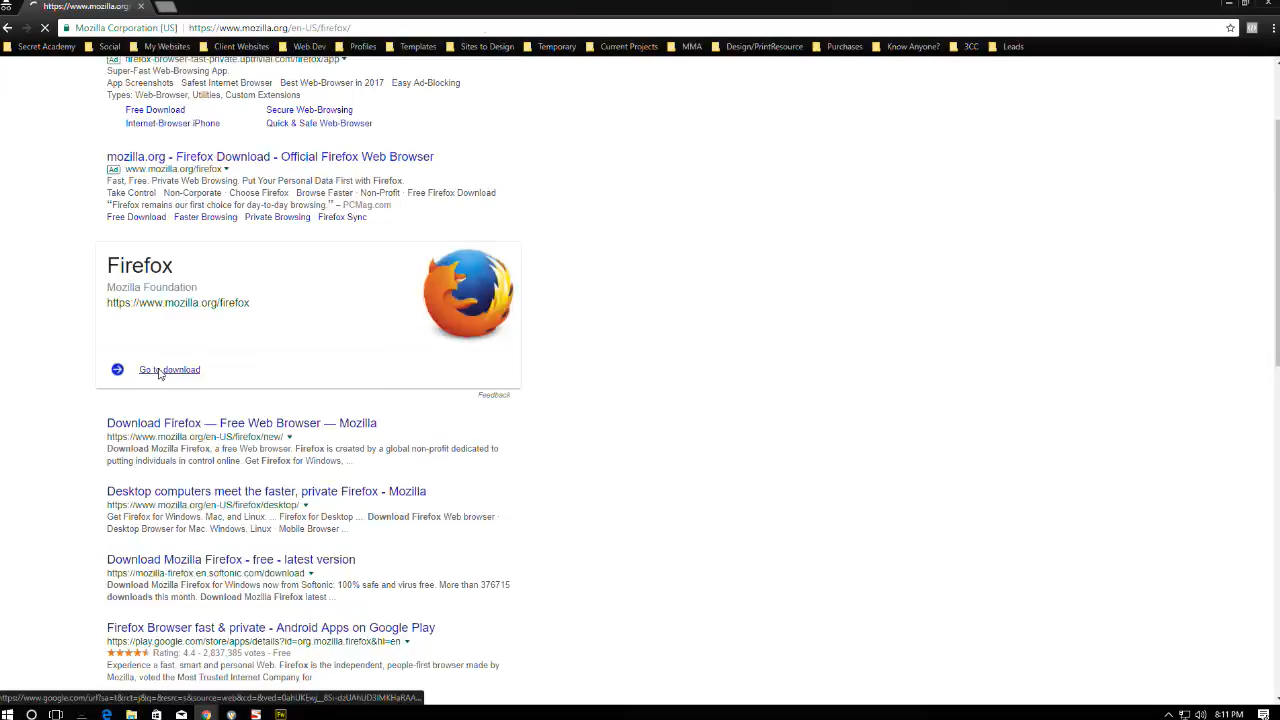 https://www.mozilla.org
Mozilla Corporation [US] https://www.mozilla.org/en-US/firefox/
Secret Academy Social My Websites Client Websites Web Dev Profiles Templates Sites to Design Temporary Current Projects MMA Design/PrintResource Purchases Know Anyone? 3CC Leads
Ad firefox-browser-fast-private.uptrivial.com/firefox/app
Super-Fast Web-Browsing App.
App Screenshots Safest Internet Browser Best Web-Browser in 2017 Easy Ad-Blocking
Types: Web-Browser, Utilities, Custom Extensions
Free Download Secure Web-Browsing
Internet-Browser iPhone Quick & Safe Web-Browser
mozilla.org - Firefox Download - Official Firefox Web Browser
Ad www.mozilla.org/firefox
Fast, Free. Private Web Browsing. Put Your Personal Data First with Firefox.
Take Control · Non-Corporate · Choose Firefox · Browse Faster · Non-Profit · Free Firefox Download
“Firefox remains our first choice for day-to-day browsing.” – PCMag.com
Free Download Faster Browsing Private Browsing Firefox Sync
Firefox
Mozilla Foundation
https://www.mozilla.org/firefox
Go to download
Feedback
Download Firefox — Free Web Browser — Mozilla
https://www.mozilla.org/en-US/firefox/new/
Download Mozilla Firefox, a free Web browser. Firefox is created by a global non-profit dedicated to
putting individuals in control online. Get Firefox for Windows, ...
Desktop computers meet the faster, private Firefox - Mozilla
https://www.mozilla.org/en-US/firefox/desktop/
Get Firefox for Windows, Mac, and Linux. ... Firefox for Desktop ... Download Firefox Web browser ·
Desktop Browser for Mac, Windows, Linux · Mobile Browser ...
Download Mozilla Firefox - free - latest version
https://mozilla-firefox.en.softonic.com/download
Download Mozilla Firefox for Windows now from Softonic: 100% safe and virus free. More than 376715
downloads this month. Download Mozilla Firefox latest ...
Firefox Browser fast & private - Android Apps on Google Play
https://play.google.com/store/apps/details?id=org.mozilla.firefox&hl=en
Rating: 4.4 - 2,837,385 votes - Free
Experience a fast, smart and personal Web. Firefox is the independent, people-first browser made by
Mozilla, voted the Most Trusted Internet Company for
8:11 PM